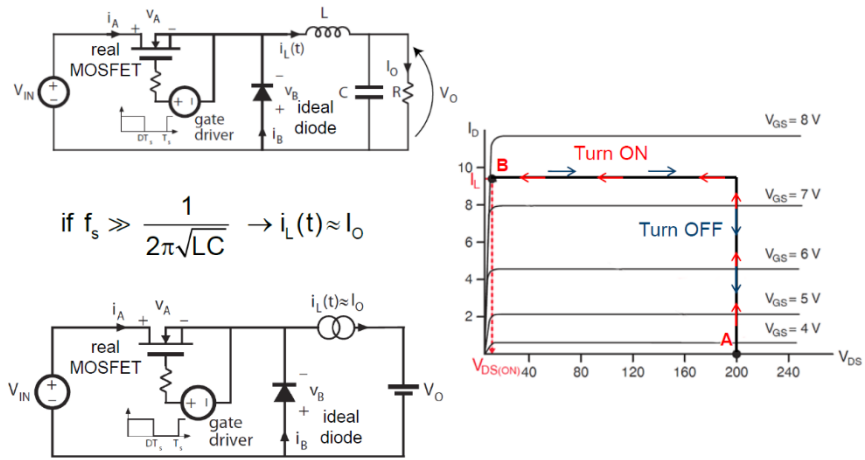 i_A + v_A − L
real MOSFET
i_L(t)
V_IN + −
− v_B + ideal diode
i_B
C
I_O
R
V_O
+ −
gate driver
DT_s T_s
if f_s ≫ 1/(2π√LC) → i_L(t) ≈ I_O
i_A + v_A − i_L(t)≈I_O
real MOSFET
V_IN + −
− v_B + ideal diode
i_B
V_O
+ −
gate driver
DT_s T_s
I_D
V_GS = 8 V
10
B
Turn ON
I_L
8
V_GS = 7 V
Turn OFF
6
V_GS = 6 V
4
V_GS = 5 V
2
A
V_GS = 4 V
V_DS(ON) 40 80 120 160 200 240
V_DS